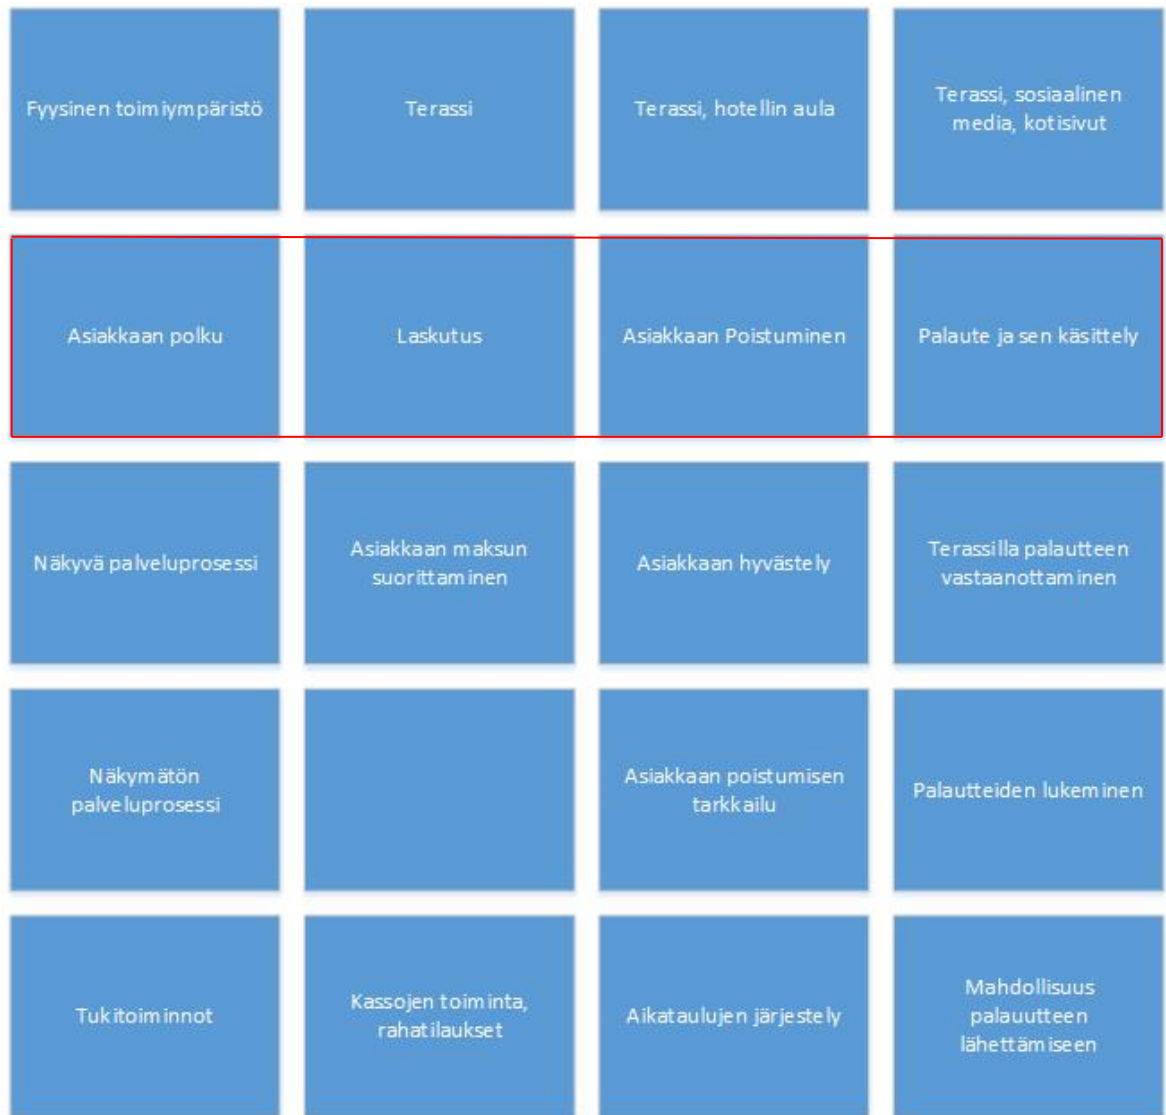 Fyysinen toimiympäristö
Terassi
Terassi, hotellin aula
Terassi, sosiaalinen
media, kotisivut
Asiakkaan polku
Laskutus
Asiakkaan Poistuminen
Palaute ja sen käsittely
Näkyvä palveluprosessi
Asiakkaan maksun
suorittaminen
Asiakkaan hyvästely
Terassilla palautteen
vastaanottaminen
Näkymätön
palveluprosessi
Asiakkaan poistumisen
tarkkailu
Palautteiden lukeminen
Tukitoiminnot
Kassojen toiminta,
rahatilaukset
Aikataulujen järjestely
Mahdollisuus
palauutteen
lähettämiseen